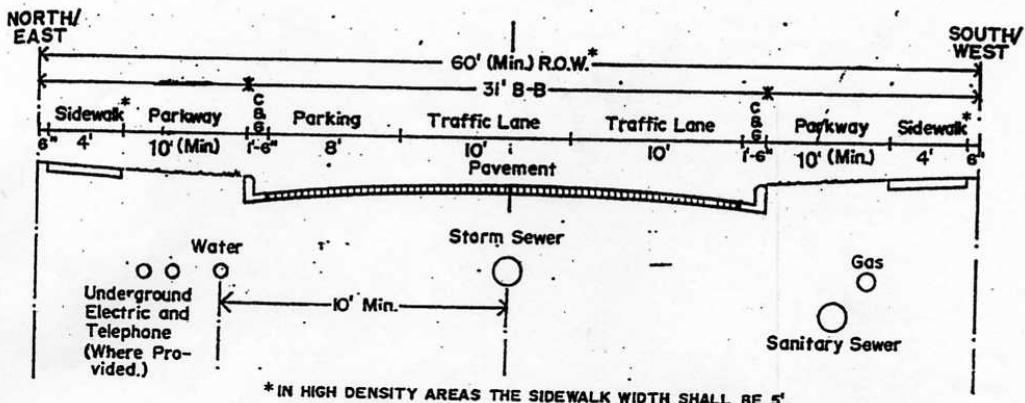 NORTH/
EAST
SOUTH/
WEST
60' (Min.) R.O.W.*
31' B-B
Sidewalk* Parkway C&G Parking Traffic Lane Traffic Lane C&G Parkway Sidewalk*
6" 4' 10' (Min) 1'-6" 8' 10' 10' 1'-6" 10' (Min.) 4' 6"
Pavement
Water
Storm Sewer
Gas
Underground
Electric and
Telephone
(Where Pro-
vided.)
10' Min.
Sanitary Sewer
*IN HIGH DENSITY AREAS THE SIDEWALK WIDTH SHALL BE 5'